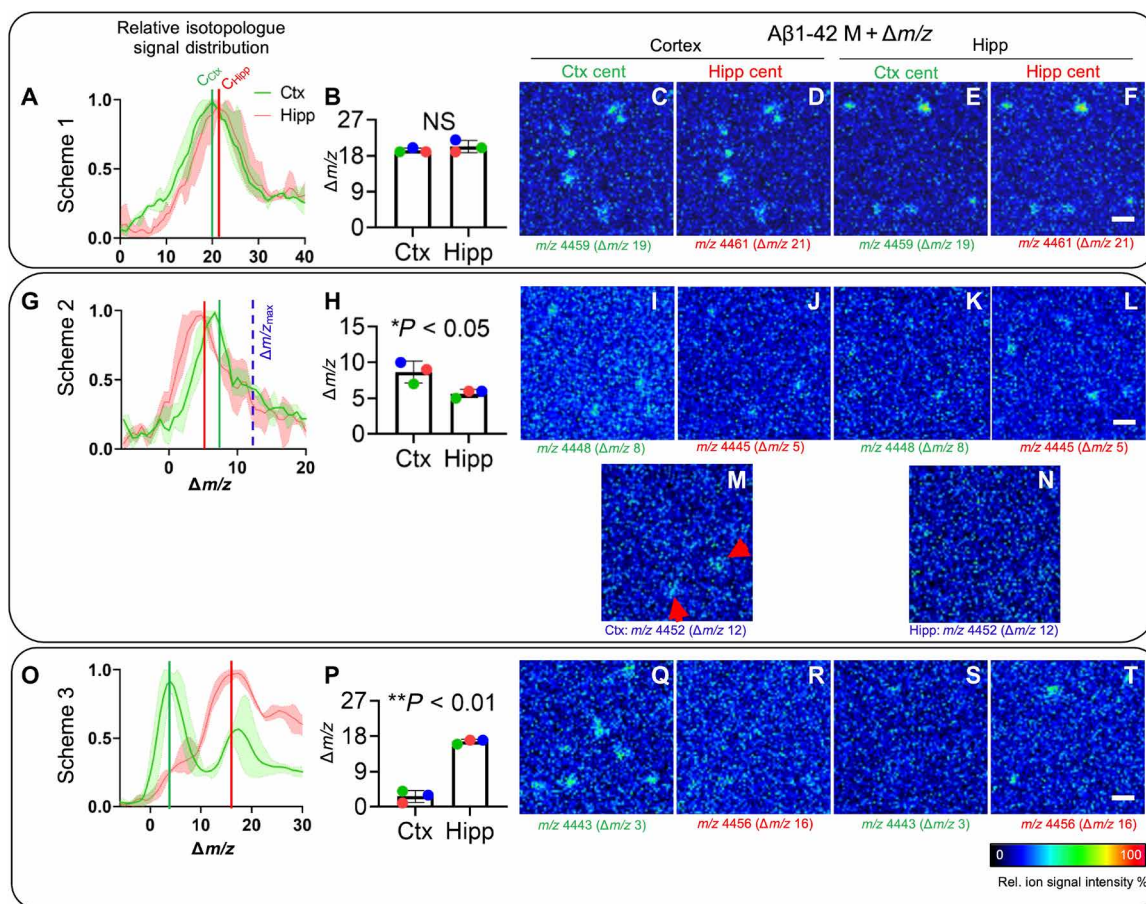 Relative isotopologue
signal distribution
Aβ1-42 M + Δm/z
Cortex
Hipp
Ctx cent
Hipp cent
Ctx cent
Hipp cent
Scheme 1
A
C Ctx
C Hipp
Ctx
Hipp
1.0
0.5
0.0
0 10 20 30 40
B
NS
Δm/z
27
18
9
0
Ctx Hipp
C
m/z 4459 (Δm/z 19)
D
m/z 4461 (Δm/z 21)
E
m/z 4459 (Δm/z 19)
F
m/z 4461 (Δm/z 21)
Scheme 2
G
1.0
0.5
0.0
Δm/zmax
0 10 20
Δm/z
H
*P < 0.05
Δm/z
15
10
5
0
Ctx Hipp
I
m/z 4448 (Δm/z 8)
J
m/z 4445 (Δm/z 5)
K
m/z 4448 (Δm/z 8)
L
m/z 4445 (Δm/z 5)
M
Ctx: m/z 4452 (Δm/z 12)
N
Hipp: m/z 4452 (Δm/z 12)
Scheme 3
O
1.0
0.5
0.0
0 10 20 30
Δm/z
P
**P < 0.01
Δm/z
27
18
9
0
Ctx Hipp
Q
m/z 4443 (Δm/z 3)
R
m/z 4456 (Δm/z 16)
S
m/z 4443 (Δm/z 3)
T
m/z 4456 (Δm/z 16)
0 100
Rel. ion signal intensity %